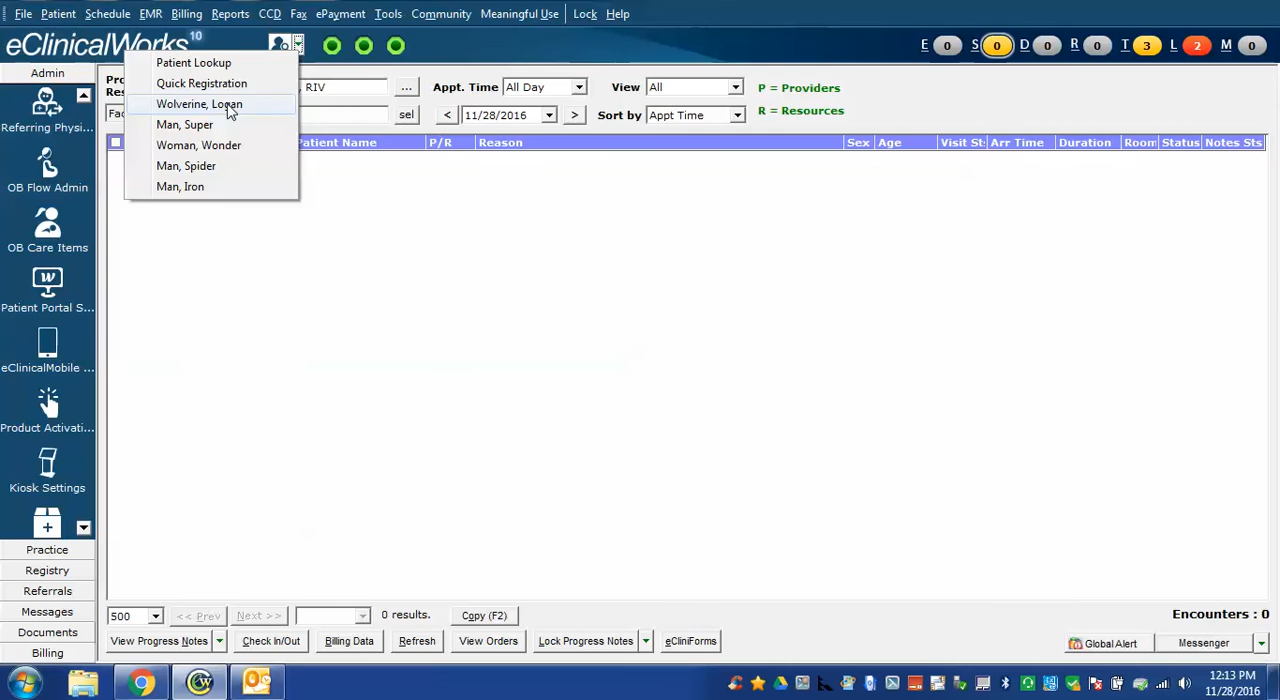 File Patient Schedule EMR Billing Reports CCD Fax ePayment Tools Community Meaningful Use Lock Help
eClinicalWorks 10
E 0 S 0 D 0 R 0 T 3 L 2 M 0
Admin
Patient Lookup
Quick Registration
Wolverine, Logan
Man, Super
Woman, Wonder
Man, Spider
Man, Iron
, RIV ... Appt. Time All Day View All P = Providers
sel < 11/28/2016 > Sort by Appt Time R = Resources
Patient Name P/R Reason Sex Age Visit St: Arr Time Duration Room Status Notes Sts
Referring Physi...
OB Flow Admin
OB Care Items
Patient Portal S...
eClinicalMobile ...
Product Activati...
Kiosk Settings
Practice
Registry
Referrals
Messages
Documents
Billing
500 << Prev Next >> 0 results. Copy (F2) Encounters : 0
View Progress Notes Check In/Out Billing Data Refresh View Orders Lock Progress Notes eCliniForms Global Alert Messenger
12:13 PM
11/28/2016